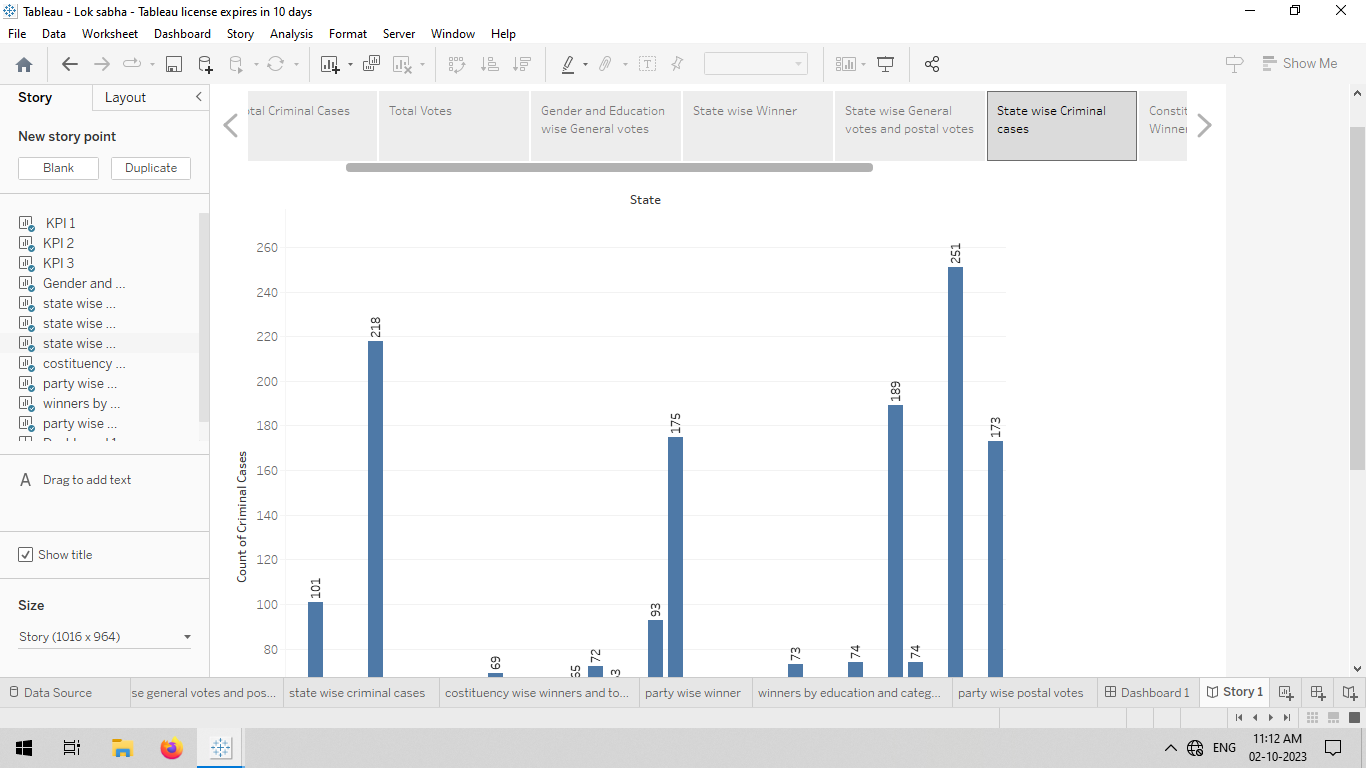 Tableau - Lok sabha - Tableau license expires in 10 days
File Data Worksheet Dashboard Story Analysis Format Server Window Help
Show Me
Story Layout
New story point
Blank Duplicate
KPI 1
KPI 2
KPI 3
Gender and ...
state wise ...
state wise ...
state wise ...
costituency ...
party wise ...
winners by ...
party wise ...
A Drag to add text
Show title
Size
Story (1016 x 964)
Criminal Cases
Total Votes
Gender and Education
wise General votes
State wise Winner
State wise General
votes and postal votes
State wise Criminal
cases
State
Count of Criminal Cases
260
240
220
200
180
160
140
120
100
80
101
218
69
72
93
175
73
74
189
74
251
173
Data Source
se general votes and pos...
state wise criminal cases
costituency wise winners and to...
party wise winner
winners by education and categ...
party wise postal votes
Dashboard 1
Story 1
ENG
11:12 AM
02-10-2023